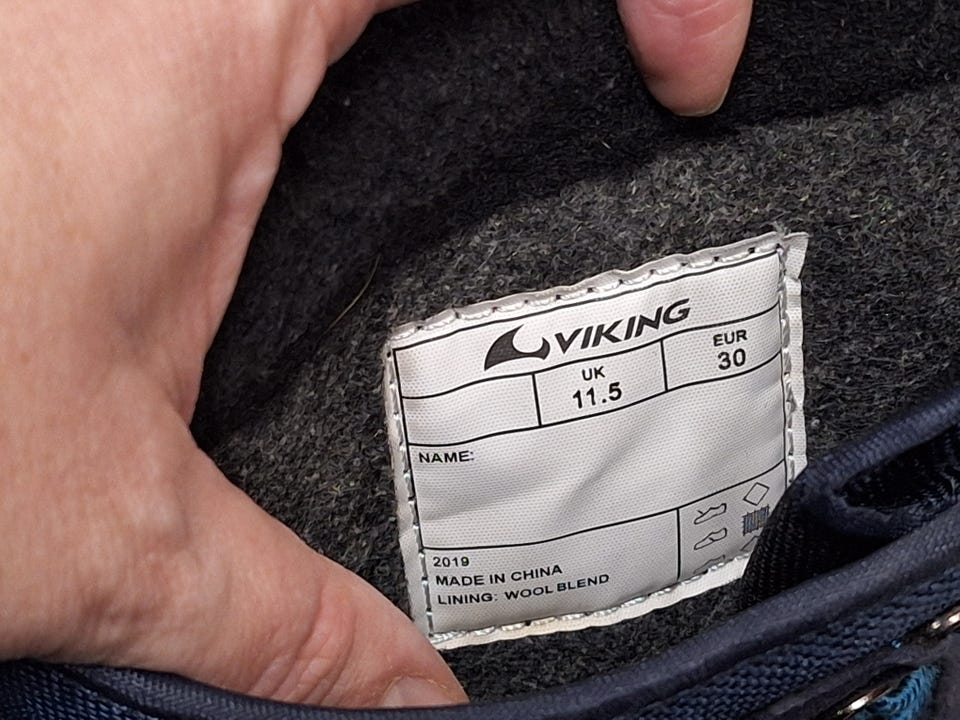 VIKING
UK EUR
11.5 30
NAME:
2019
MADE IN CHINA
LINING: WOOL BLEND